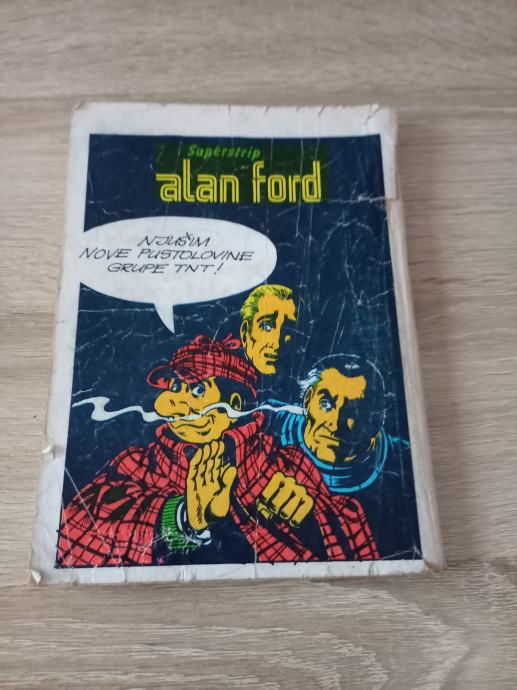 Superstrip
alan ford
NJUŠIM
NOVE PUSTOLOVINE
GRUPE TNT!